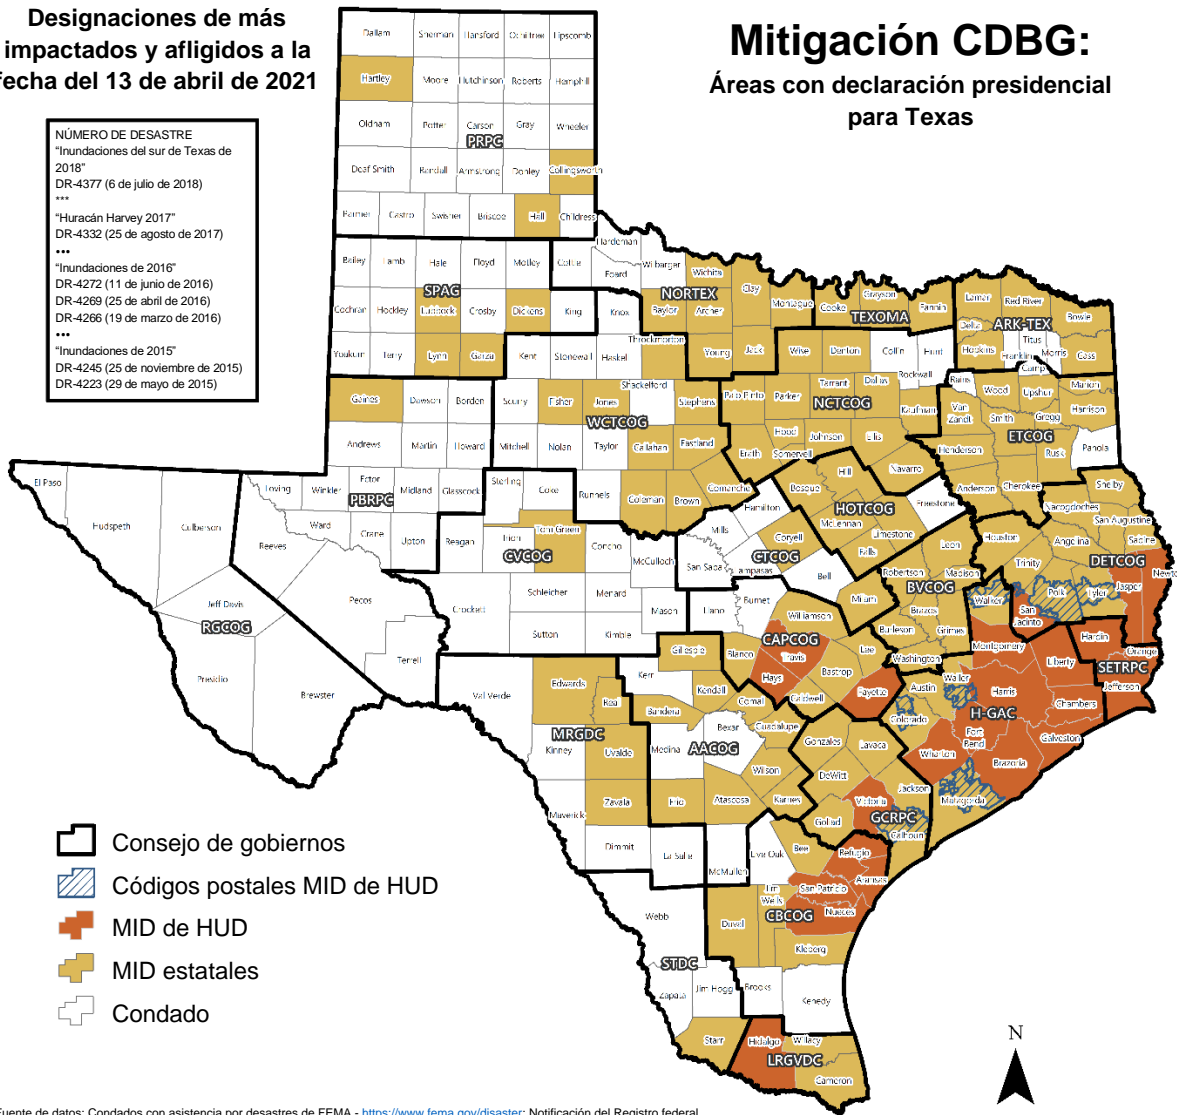 Designaciones de más
impactados y afligidos a la
fecha del 13 de abril de 2021
Mitigación CDBG:
Áreas con declaración presidencial
para Texas
NÚMERO DE DESASTRE
“Inundaciones del sur de Texas de
2018”
DR-4377 (6 de julio de 2018)
***
“Huracán Harvey 2017”
DR-4332 (25 de agosto de 2017)
•••
“Inundaciones de 2016”
DR-4272 (11 de junio de 2016)
DR-4269 (25 de abril de 2016)
DR-4266 (19 de marzo de 2016)
•••
“Inundaciones de 2015”
DR-4245 (25 de noviembre de 2015)
DR-4223 (29 de mayo de 2015)
Dallam Sherman Hansford Ochiltree Lipscomb
Hartley Moore Hutchinson Roberts Hemphill
Oldham Potter Carson Gray Wheeler
PRPC
Deaf Smith Randall Armstrong Donley Collingsworth
Parmer Castro Swisher Briscoe Hall Childress
Bailey Lamb Hale Floyd Motley Cottle Hardeman Foard Wilbarger Wichita
SPAG NORTEX
Cochran Hockley Lubbock Crosby Dickens King Knox Baylor Archer Clay Montague
Cooke Grayson Fannin Lamar Red River Bowie
TEXOMA ARK-TEX
Delta Hopkins Franklin Titus Morris Camp Cass
Yoakum Terry Lynn Garza Kent Stonewall Haskel Throckmorton Young Jack Wise Denton Collin Hunt
Rockwall Rains Wood Upshur Marion
Gaines Dawson Borden Scurry Fisher Jones Shackelford Stephens Palo Pinto Parker Tarrant Dallas Kaufman
WCTCOG NCTCOG
Van Zandt Smith Gregg Harrison
ETCOG
Andrews Martin Howard Mitchell Nolan Taylor Callahan Eastland Erath Hood Somervell Johnson Ellis Navarro
Henderson Rusk Panola
Anderson Cherokee
El Paso Hudspeth Culberson
Loving Winkler Ector Midland Glasscock Sterling Coke Runnels Coleman Brown Comanche
PBRPC
Ward Crane Upton Reagan Irion Tom Green Concho McCulloch
CVCOG
Reeves Pecos Crockett Schleicher Menard Mason Sutton Kimble
Hamilton Bosque Hill McLennan Limestone Falls Freestone
HOTCOG
Mills San Saba Lampasas Coryell Bell
CTCOG
Shelby Nacogdoches San Augustine Sabine Houston Angelina Trinity
DETCOG
Newton Jasper Polk Tyler San Jacinto Walker
Leon Robertson Madison Brazos Grimes Burleson Washington
BVCOG
Milam
Jeff Davis
RGCOG
Presidio Brewster Terrell
Llano Burnet Williamson Travis Blanco Hays Bastrop Lee Caldwell Fayette
CAPCOG
Montgomery Liberty Hardin Orange Jefferson
SETRPC
Waller Austin Colorado Harris Chambers Fort Bend Galveston Wharton Brazoria Matagorda
H-GAC
Val Verde Edwards Real Kinney Uvalde Maverick Zavala Dimmit La Salle
MRGDC
Gillespie Kerr Kendall Bandera Comal Bexar Guadalupe Medina Wilson Frio Atascosa Karnes McMullen
AACOG
Gonzales Lavaca DeWitt Jackson Victoria Goliad Calhoun
GCRPC
Live Oak Bee Refugio Aransas San Patricio Jim Wells Nueces Duval Kleberg Brooks Kenedy
CBCOG
Webb
STDC
Zapata Jim Hogg Starr
Hidalgo Willacy
LRGVDC
Cameron
Consejo de gobiernos
Códigos postales MID de HUD
MID de HUD
MID estatales
Condado
N
Fuente de datos: Condados con asistencia por desastres de FEMA - https://www.fema.gov/disaster; Notificación del Registro federal